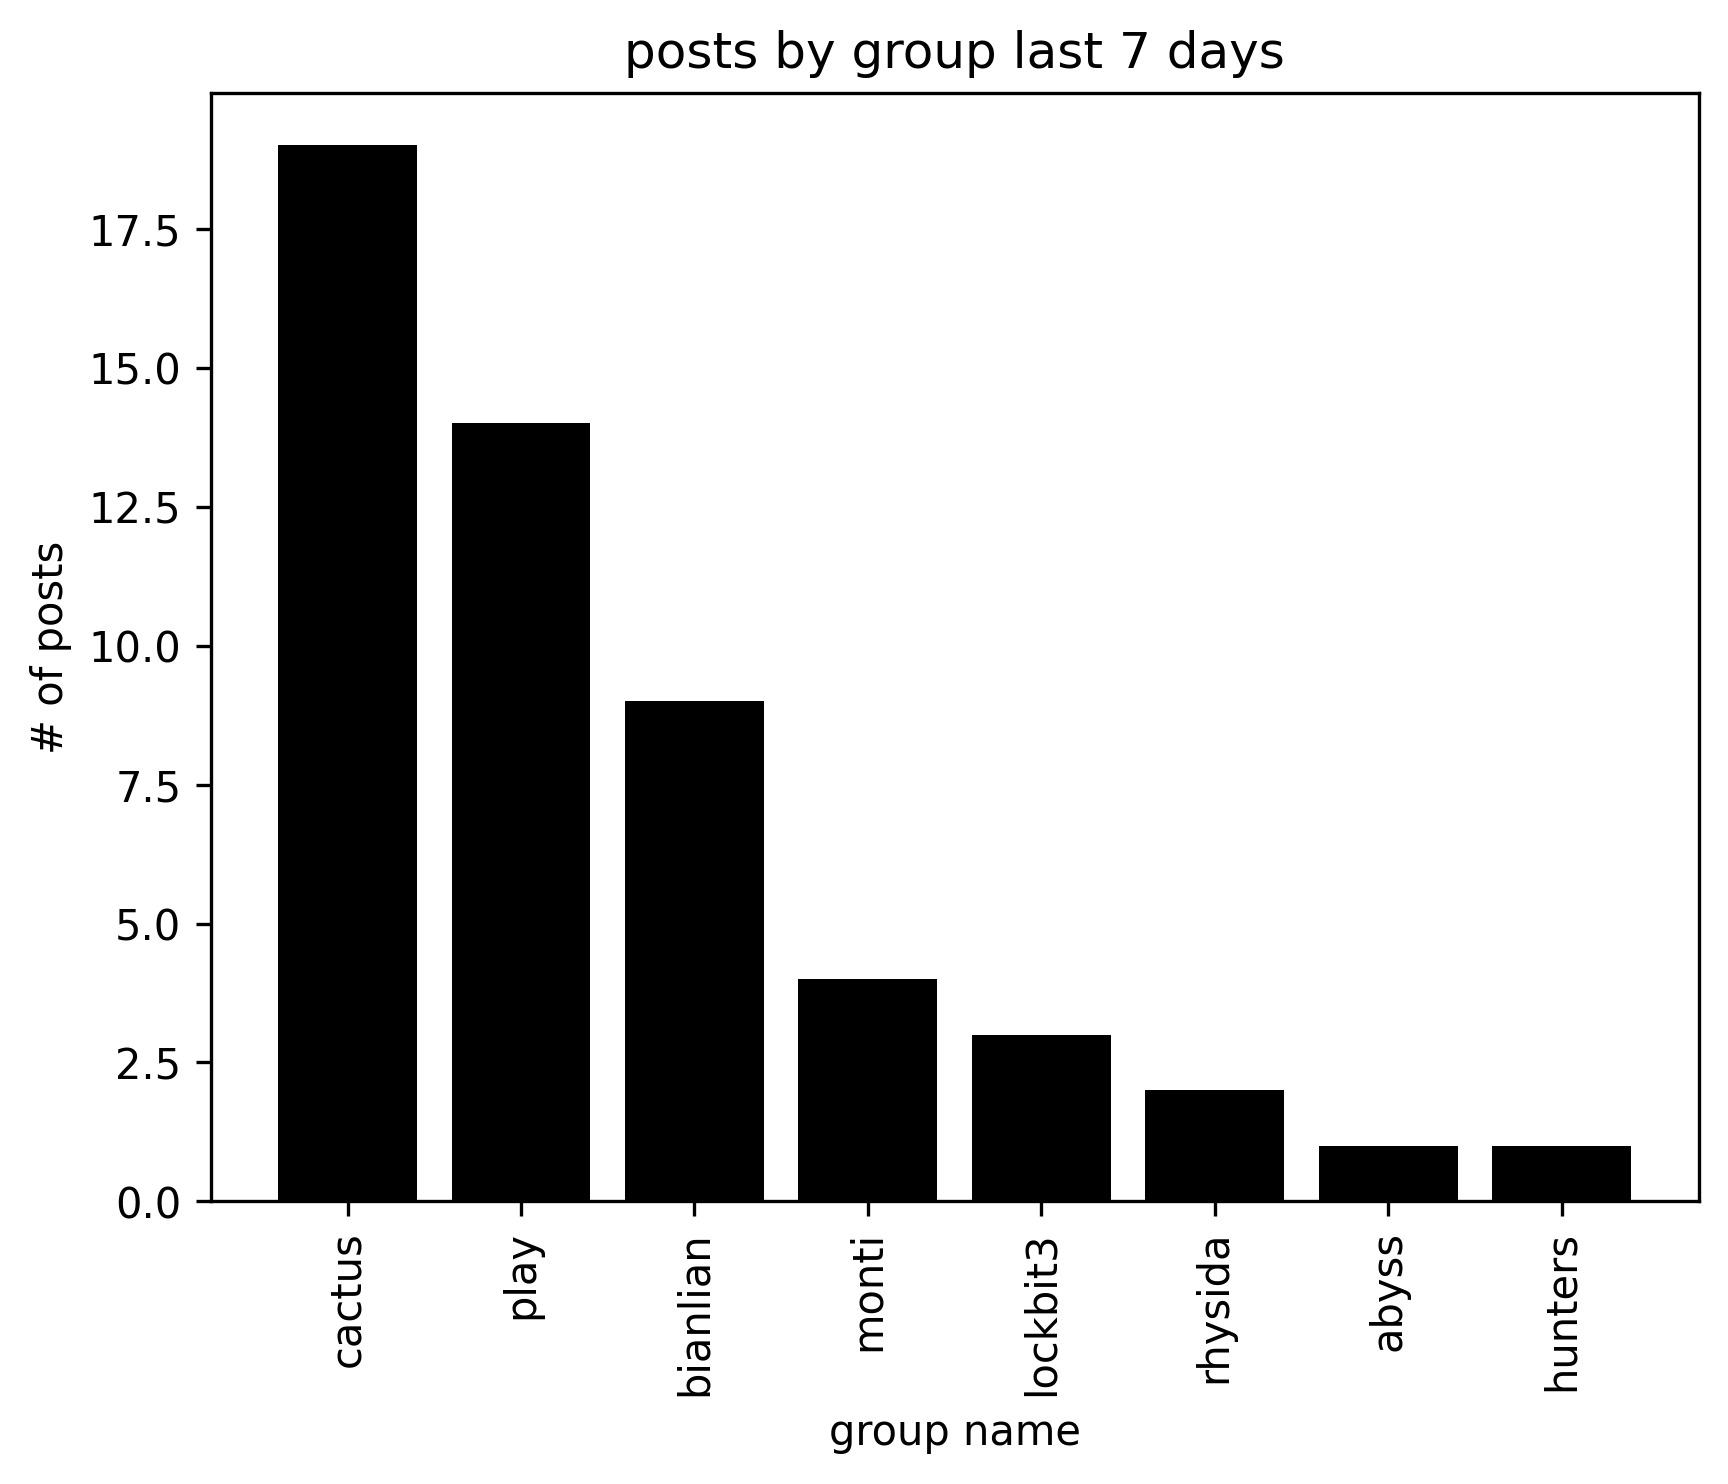 posts by group last 7 days
# of posts
17.5
15.0
12.5
10.0
7.5
5.0
2.5
0.0
cactus
play
bianlian
monti
lockbit3
rhysida
abyss
hunters
group name